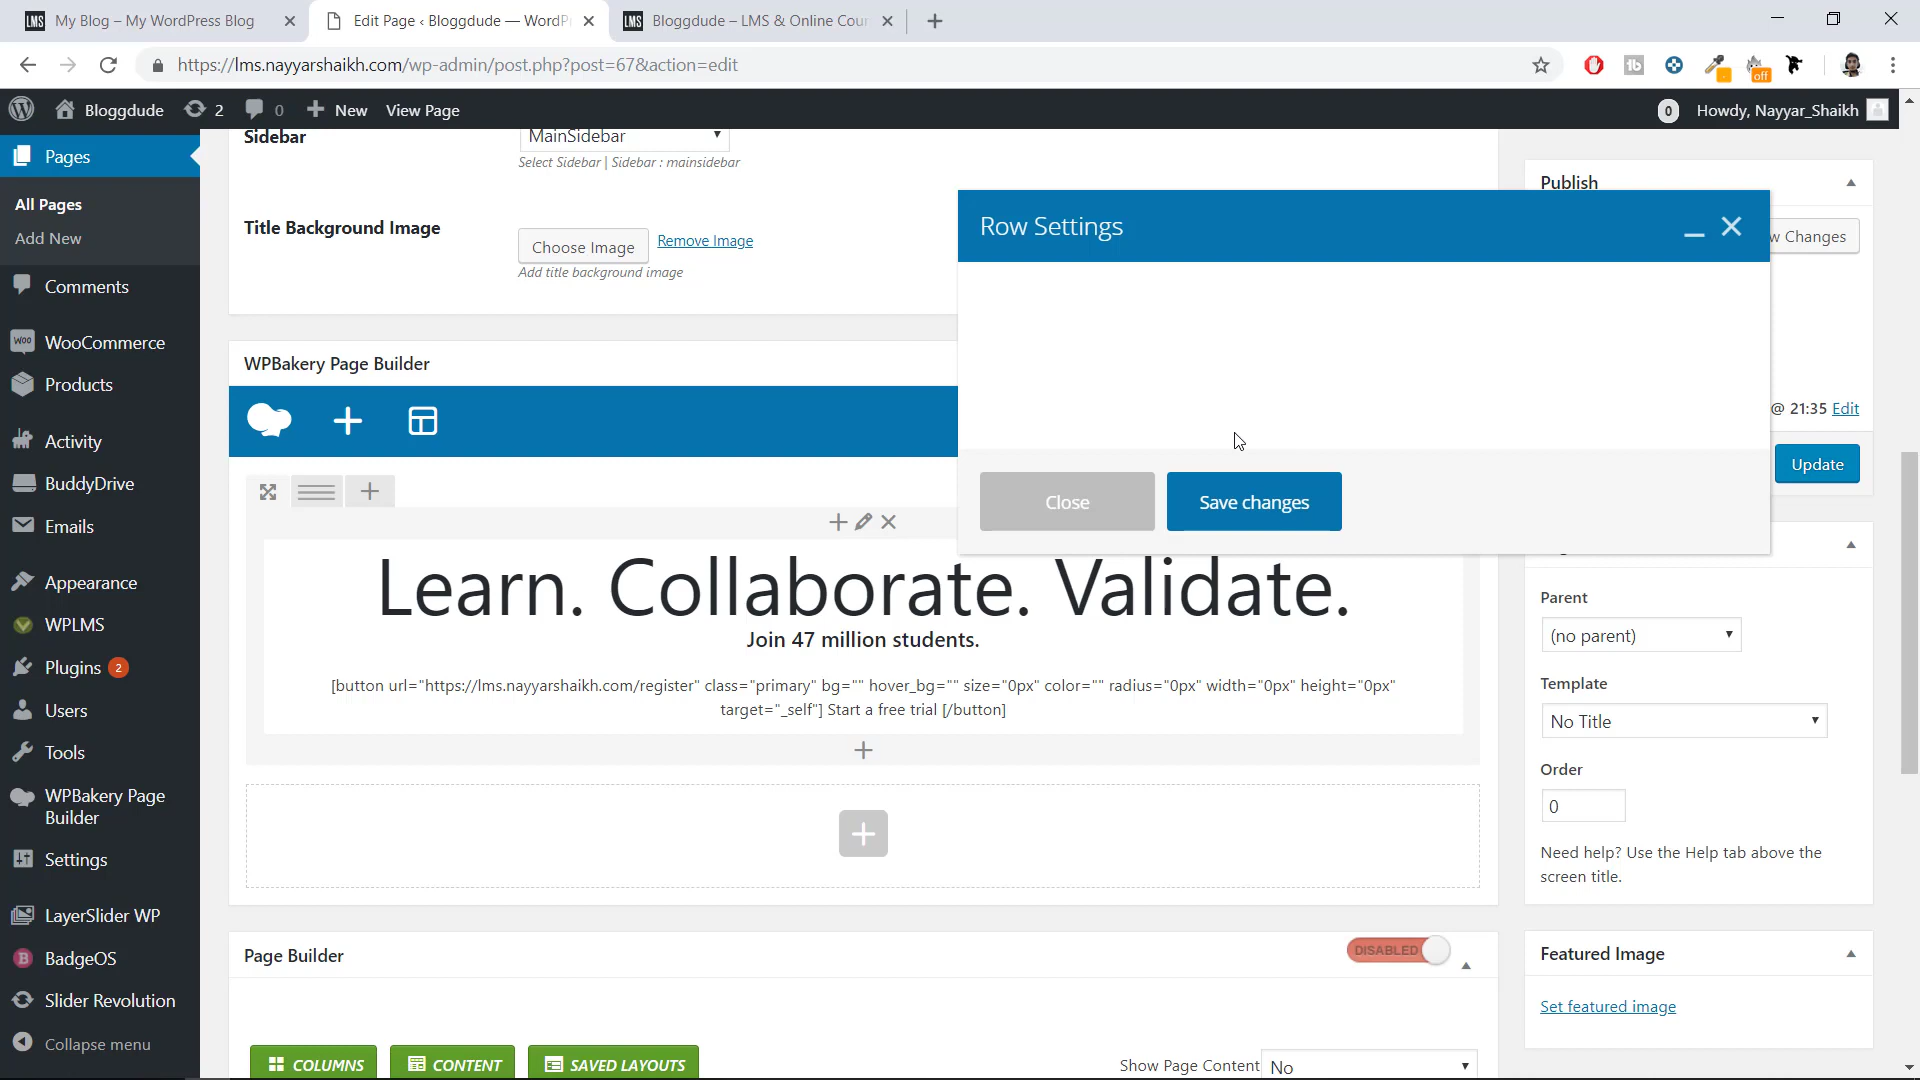 LMS My Blog – My WordPress Blog
Edit Page ‹ Bloggdude — WordP
LMS Bloggdude – LMS & Online Cour
https://lms.nayyarshaikh.com/wp-admin/post.php?post=67&action=edit
off
Bloggdude
2
0
New
View Page
0
Howdy, Nayyar_Shaikh
Pages
All Pages
Add New
Comments
WooCommerce
Products
Activity
BuddyDrive
Emails
Appearance
WPLMS
Plugins 2
Users
Tools
WPBakery Page
Builder
Settings
LayerSlider WP
BadgeOS
Slider Revolution
Collapse menu
Sidebar
MainSidebar
Select Sidebar | Sidebar : mainsidebar
Title Background Image
Choose Image
Remove Image
Add title background image
WPBakery Page Builder
Row Settings
Close
Save changes
Learn. Collaborate. Validate.
Join 47 million students.
[button url="https://lms.nayyarshaikh.com/register" class="primary" bg="" hover_bg="" size="0px" color="" radius="0px" width="0px" height="0px"
target="_self"] Start a free trial [/button]
Page Builder
DISABLED
COLUMNS
CONTENT
SAVED LAYOUTS
Show Page Content
No
Publish
w Changes
@ 21:35 Edit
Update
Parent
(no parent)
Template
No Title
Order
0
Need help? Use the Help tab above the
screen title.
Featured Image
Set featured image